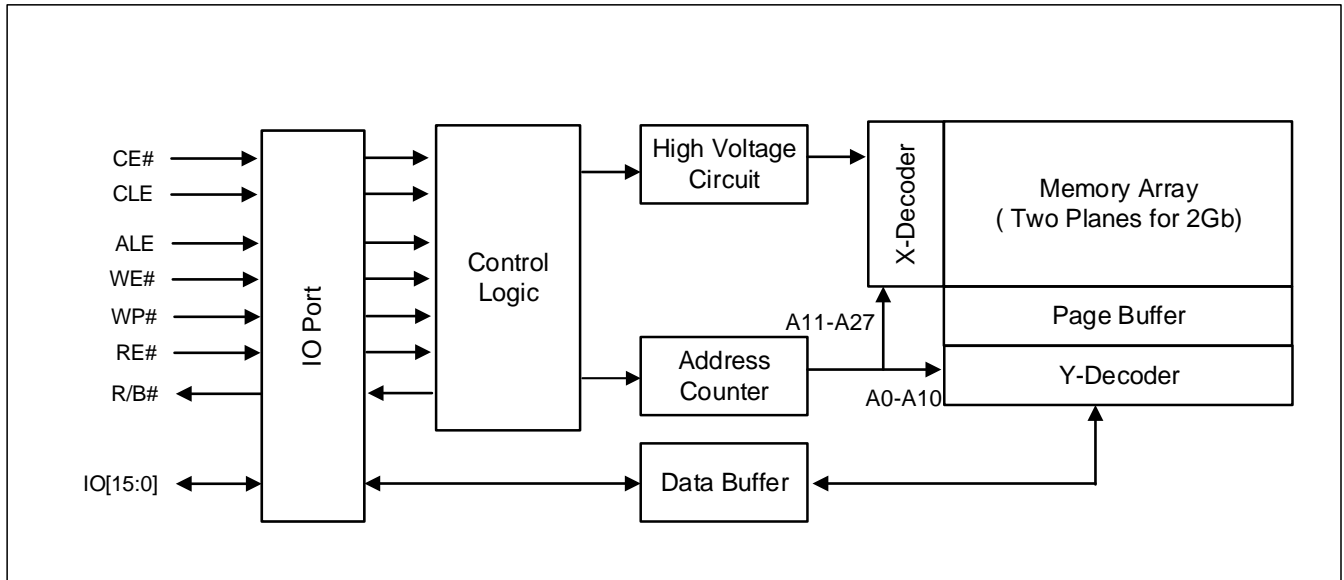 CE#
CLE
ALE
WE#
WP#
RE#
R/B#
IO[15:0]
IO Port
Control
Logic
High Voltage
Circuit
Address
Counter
Data Buffer
X-Decoder
A11-A27
A0-A10
Memory Array
( Two Planes for 2Gb)
Page Buffer
Y-Decoder